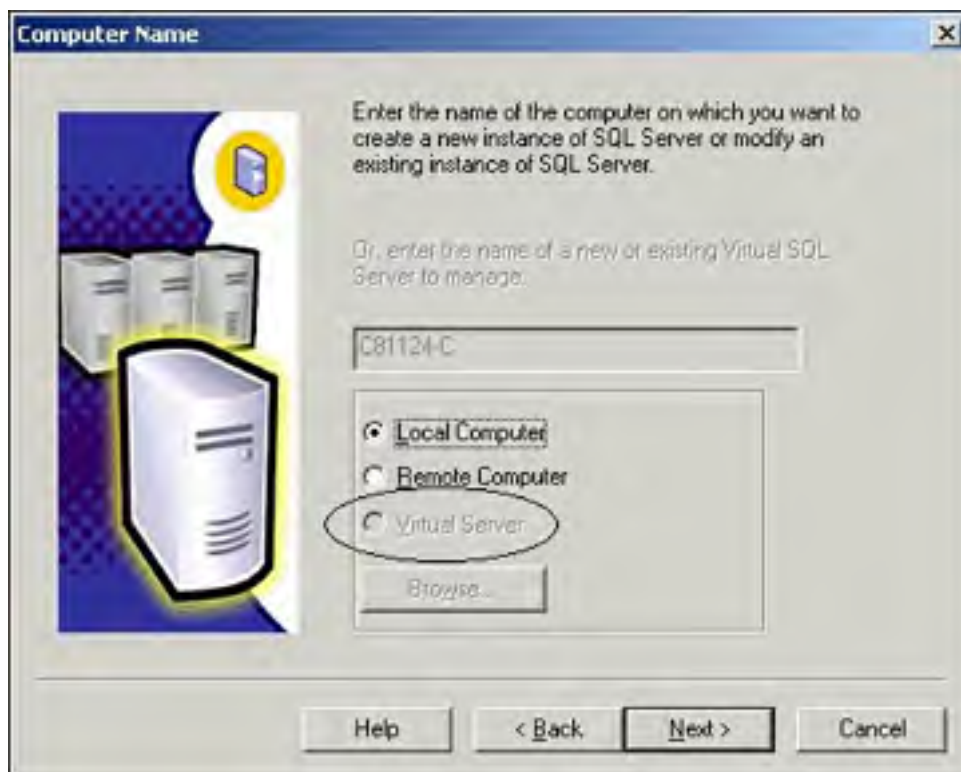 Computer Name
Enter the name of the computer on which you want to
create a new instance of SQL Server or modify an
existing instance of SQL Server.
Or, enter the name of a new or existing Virtual SQL
Server to manage.
C81124-C
Local Computer
Remote Computer
Virtual Server
Browse...
Help
< Back
Next >
Cancel